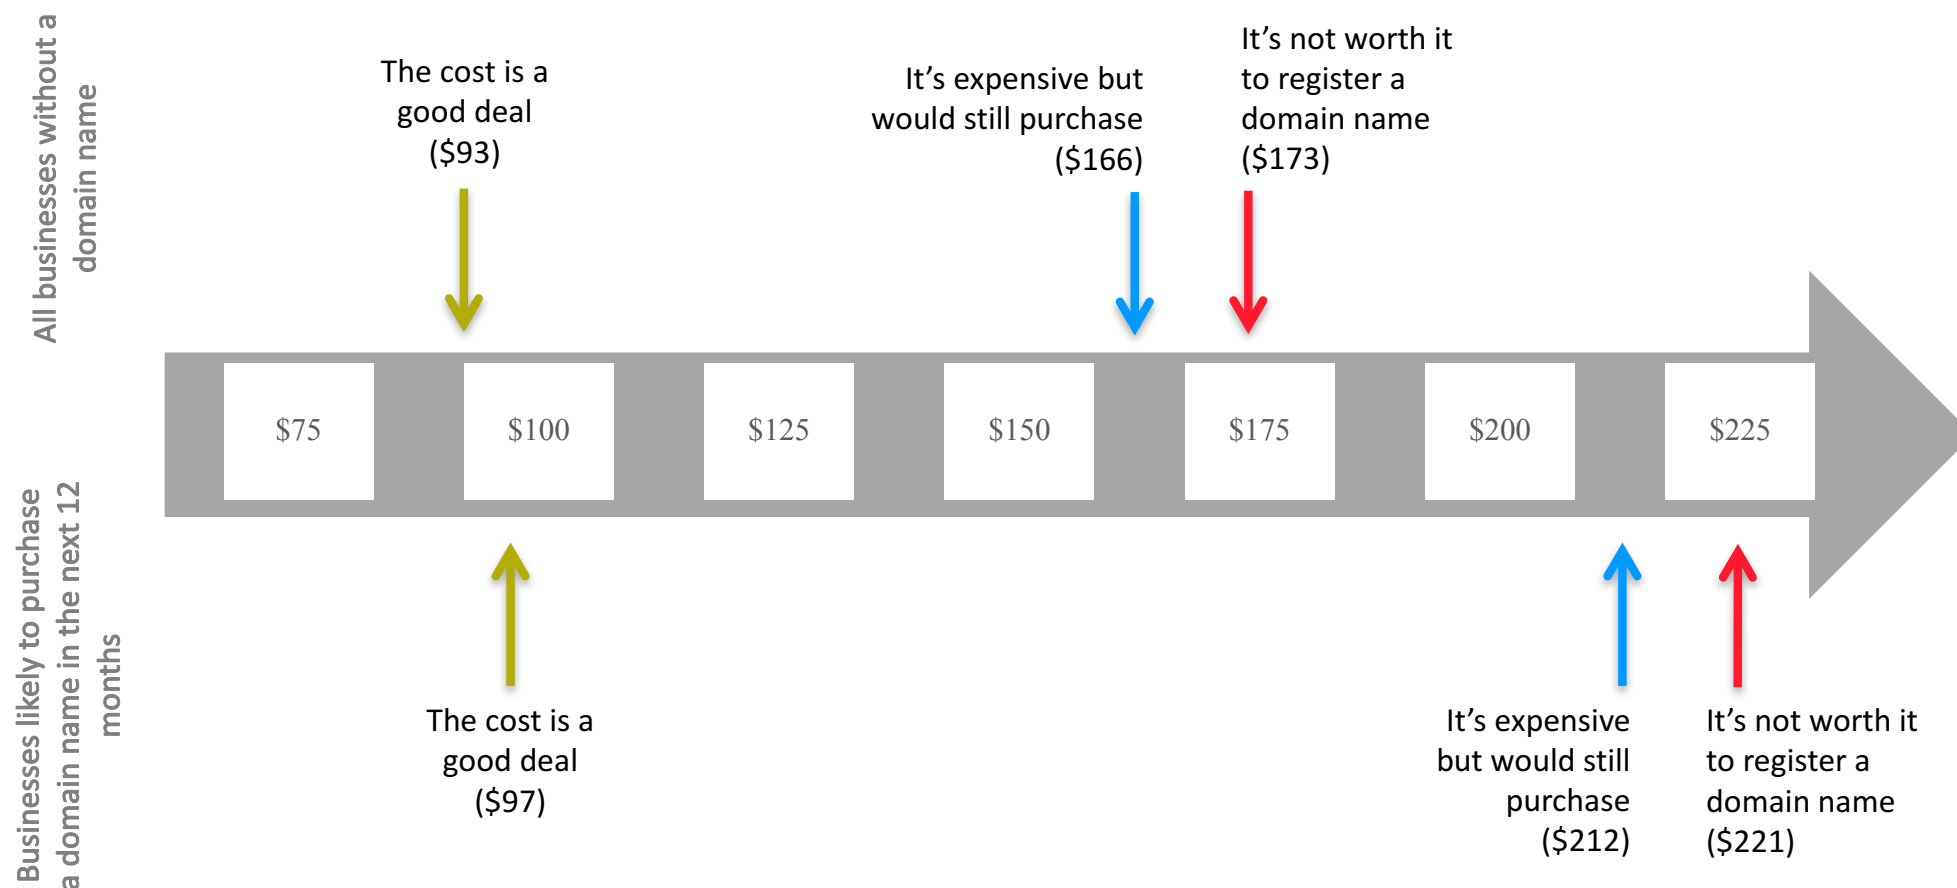 All businesses without a
domain name
The cost is a
good deal
($93)
It’s expensive but
would still purchase
($166)
It’s not worth it
to register a
domain name
($173)
$75
$100
$125
$150
$175
$200
$225
Businesses likely to purchase
a domain name in the next 12
months
The cost is a
good deal
($97)
It’s expensive
but would still
purchase
($212)
It’s not worth it
to register a
domain name
($221)